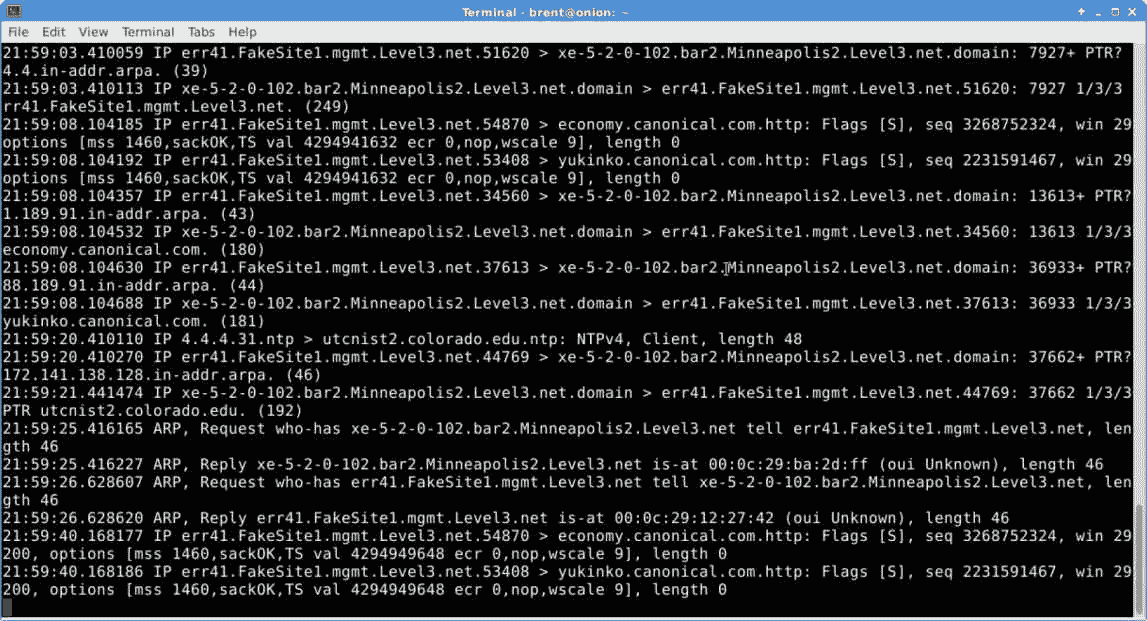 Terminal - brent@onion: ~
File Edit View Terminal Tabs Help
21:59:03.410059 IP err41.FakeSite1.mgmt.Level3.net.51620 > xe-5-2-0-102.bar2.Minneapolis2.Level3.net.domain: 7927+ PTR?
4.4.in-addr.arpa. (39)
21:59:03.410113 IP xe-5-2-0-102.bar2.Minneapolis2.Level3.net.domain > err41.FakeSite1.mgmt.Level3.net.51620: 7927 1/3/3
rr41.FakeSite1.mgmt.Level3.net. (249)
21:59:08.104185 IP err41.FakeSite1.mgmt.Level3.net.54870 > economy.canonical.com.http: Flags [S], seq 3268752324, win 29
options [mss 1460,sackOK,TS val 4294941632 ecr 0,nop,wscale 9], length 0
21:59:08.104192 IP err41.FakeSite1.mgmt.Level3.net.53408 > yukinko.canonical.com.http: Flags [S], seq 2231591467, win 29
options [mss 1460,sackOK,TS val 4294941632 ecr 0,nop,wscale 9], length 0
21:59:08.104357 IP err41.FakeSite1.mgmt.Level3.net.34560 > xe-5-2-0-102.bar2.Minneapolis2.Level3.net.domain: 13613+ PTR?
1.189.91.in-addr.arpa. (43)
21:59:08.104532 IP xe-5-2-0-102.bar2.Minneapolis2.Level3.net.domain > err41.FakeSite1.mgmt.Level3.net.34560: 13613 1/3/3
economy.canonical.com. (180)
21:59:08.104630 IP err41.FakeSite1.mgmt.Level3.net.37613 > xe-5-2-0-102.bar2.Minneapolis2.Level3.net.domain: 36933+ PTR?
88.189.91.in-addr.arpa. (44)
21:59:08.104688 IP xe-5-2-0-102.bar2.Minneapolis2.Level3.net.domain > err41.FakeSite1.mgmt.Level3.net.37613: 36933 1/3/3
yukinko.canonical.com. (181)
21:59:20.410110 IP 4.4.4.31.ntp > utcnist2.colorado.edu.ntp: NTPv4, Client, length 48
21:59:20.410270 IP err41.FakeSite1.mgmt.Level3.net.44769 > xe-5-2-0-102.bar2.Minneapolis2.Level3.net.domain: 37662+ PTR?
172.141.138.128.in-addr.arpa. (46)
21:59:21.441474 IP xe-5-2-0-102.bar2.Minneapolis2.Level3.net.domain > err41.FakeSite1.mgmt.Level3.net.44769: 37662 1/3/3
PTR utcnist2.colorado.edu. (192)
21:59:25.416165 ARP, Request who-has xe-5-2-0-102.bar2.Minneapolis2.Level3.net tell err41.FakeSite1.mgmt.Level3.net, len
gth 46
21:59:25.416227 ARP, Reply xe-5-2-0-102.bar2.Minneapolis2.Level3.net is-at 00:0c:29:ba:2d:ff (oui Unknown), length 46
21:59:26.628607 ARP, Request who-has err41.FakeSite1.mgmt.Level3.net tell xe-5-2-0-102.bar2.Minneapolis2.Level3.net, len
gth 46
21:59:26.628620 ARP, Reply err41.FakeSite1.mgmt.Level3.net is-at 00:0c:29:12:27:42 (oui Unknown), length 46
21:59:40.168177 IP err41.FakeSite1.mgmt.Level3.net.54870 > economy.canonical.com.http: Flags [S], seq 3268752324, win 29
200, options [mss 1460,sackOK,TS val 4294949648 ecr 0,nop,wscale 9], length 0
21:59:40.168186 IP err41.FakeSite1.mgmt.Level3.net.53408 > yukinko.canonical.com.http: Flags [S], seq 2231591467, win 29
200, options [mss 1460,sackOK,TS val 4294949648 ecr 0,nop,wscale 9], length 0